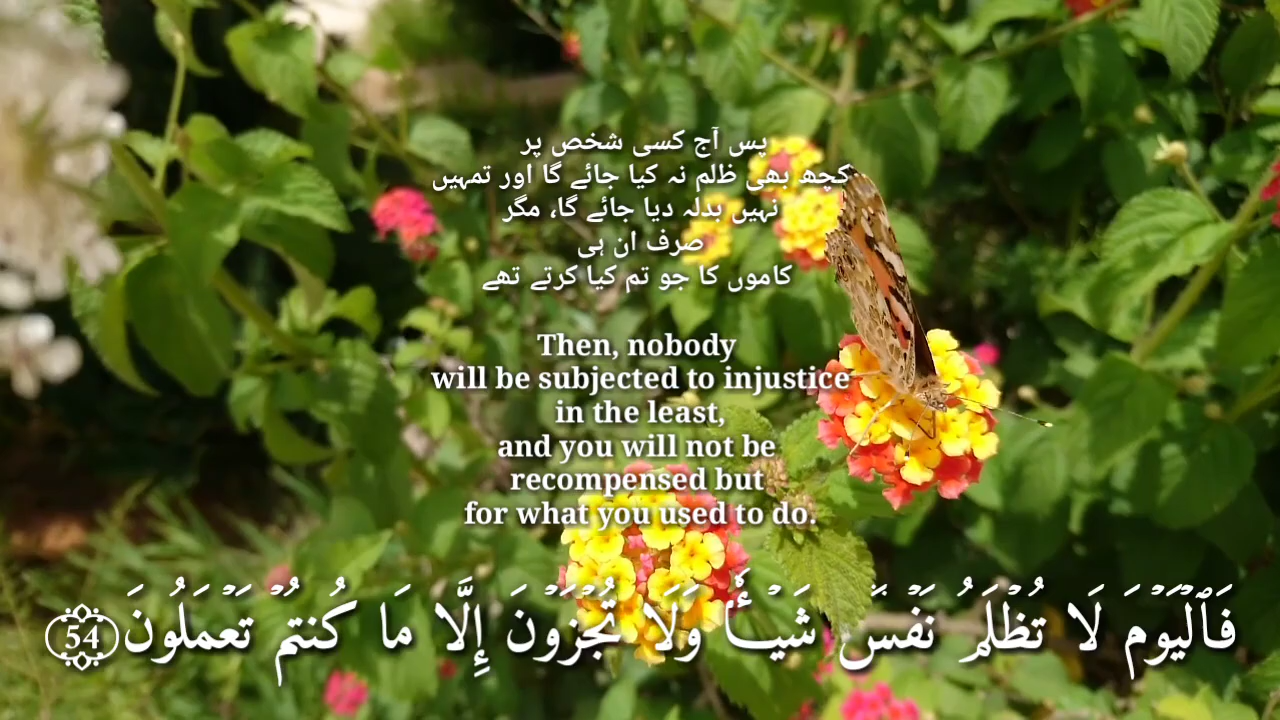 پس آج کسی شخص پر
کچھ بھی ظلم نہ کیا جائے گا اور تمہیں
نہیں بدلہ دیا جائے گا، مگر
صرف ان ہی
کاموں کا جو تم کیا کرتے تھے
Then, nobody
will be subjected to injustice
in the least,
and you will not be
recompensed but
for what you used to do.
فَٱلْيَوْمَ لَا تُظْلَمُ نَفْسٌ شَيْـًٔا وَلَا تُجْزَوْنَ إِلَّا مَا كُنتُمْ تَعْمَلُونَ 54